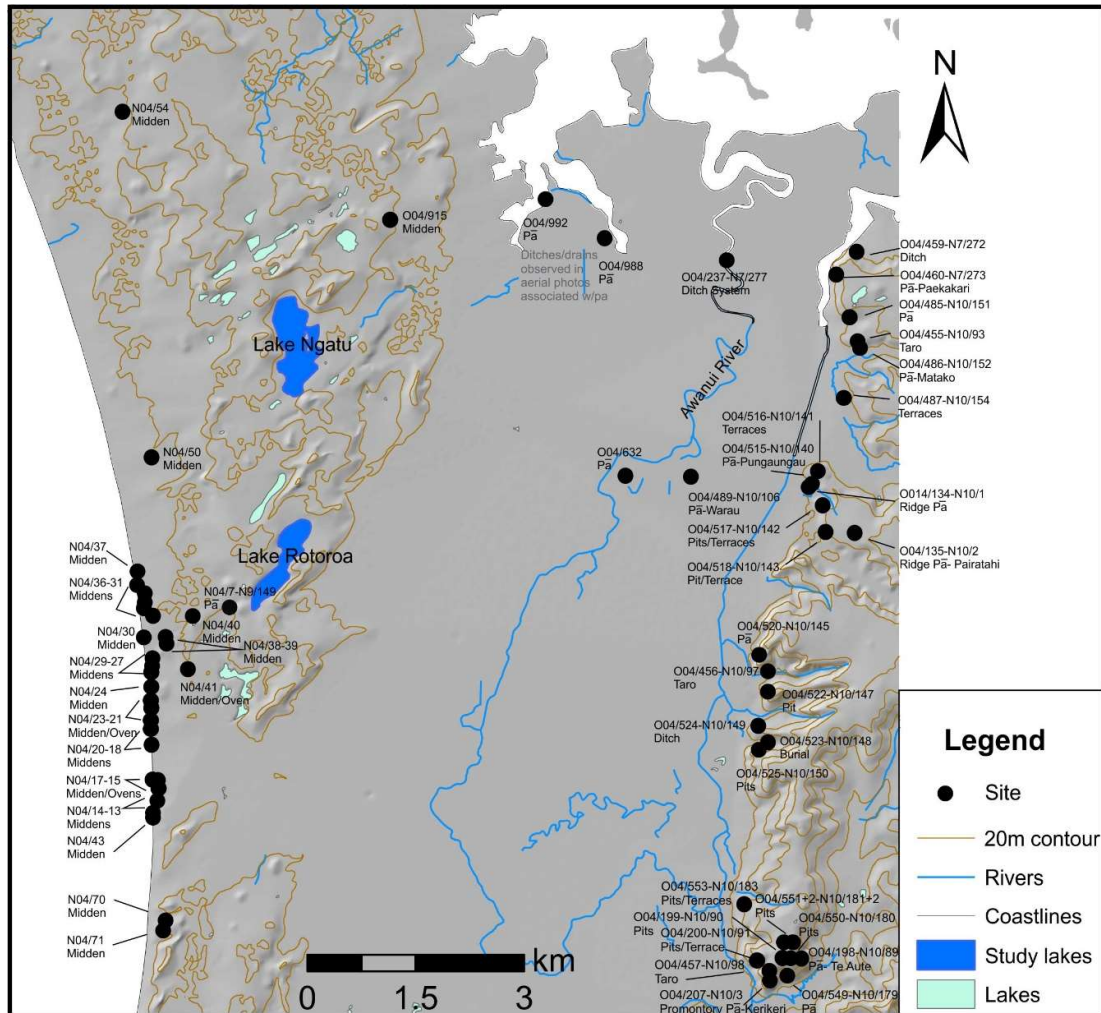 N04/54
Midden
O04/915
Midden
O04/992
Pā
Ditches/drains
observed in
aerial photos
associated w/pa
O04/988
Pā
O04/237-N7/277
Ditch System
N
O04/459-N7/272
Ditch
O04/460-N7/273
Pā-Paekakari
O04/485-N10/151
Pā
O04/455-N10/93
Taro
O04/486-N10/152
Pā-Matako
O04/487-N10/154
Terraces
Lake Ngatu
Awanui River
N04/50
Midden
O04/516-N10/141
Terraces
O04/515-N10/140
Pā-Pungaungau
O04/632
Pā
O04/489-N10/106
Pā-Warau
O014/134-N10/1
Ridge Pā
O04/517-N10/142
Pits/Terraces
O04/518-N10/143
Pit/Terrace
O04/135-N10/2
Ridge Pā- Pairatahi
Lake Rotoroa
N04/37
Midden
N04/36-31
Middens
N04/7-N9/149
Pā
N04/40
Midden
N04/30
Midden
N04/38-39
Midden
N04/29-27
Middens
N04/41
Midden/Oven
N04/24
Midden
N04/23-21
Midden/Oven
N04/20-18
Middens
N04/17-15
Midden/Ovens
N04/14-13
Middens
N04/43
Midden
N04/70
Midden
N04/71
Midden
O04/520-N10/145
Pā
O04/456-N10/97
Taro
O04/522-N10/147
Pit
O04/524-N10/149
Ditch
O04/523-N10/148
Burial
O04/525-N10/150
Pits
O04/553-N10/183
Pits/Terraces
O04/551+2-N10/181+2
Pits
O04/199-N10/90
Pits
O04/550-N10/180
Pits
O04/200-N10/91
Pits/Terrace
O04/198-N10/89
Pā- Te Aute
O04/457-N10/98
Taro
O04/207-N10/3
Promontory Pā-Kerikeri
O04/549-N10/179
Pā
km
0 1.5 3
Legend
Site
20m contour
Rivers
Coastlines
Study lakes
Lakes